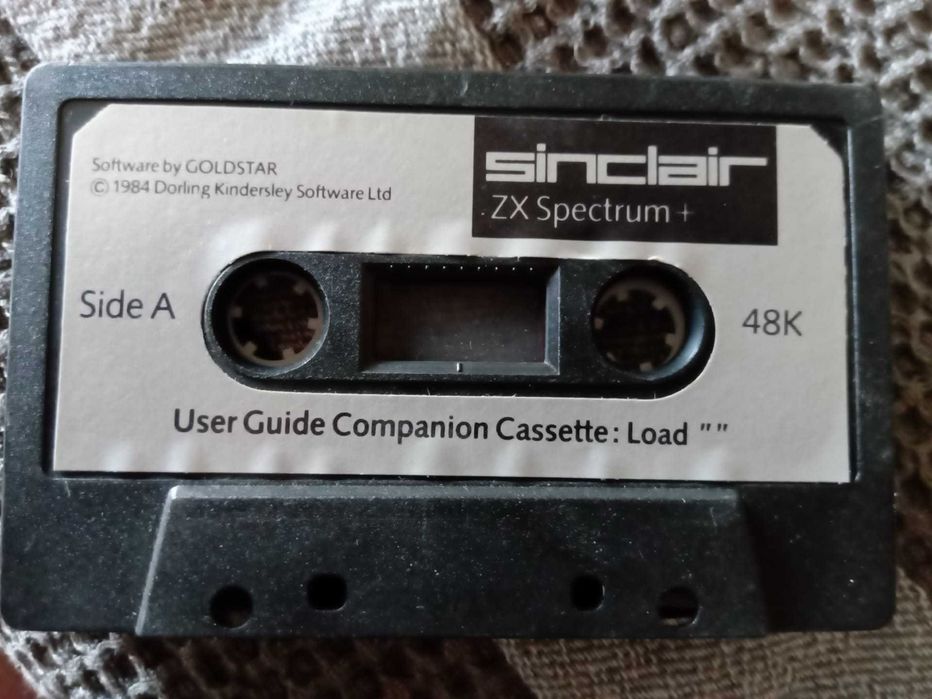 Software by GOLDSTAR
© 1984 Dorling Kindersley Software Ltd
sinclair
ZX Spectrum +
Side A
48K
User Guide Companion Cassette: Load ""